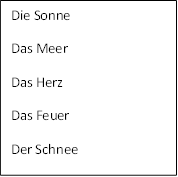 Die Sonne
Das Meer
Das Herz
Das Feuer
Der Schnee